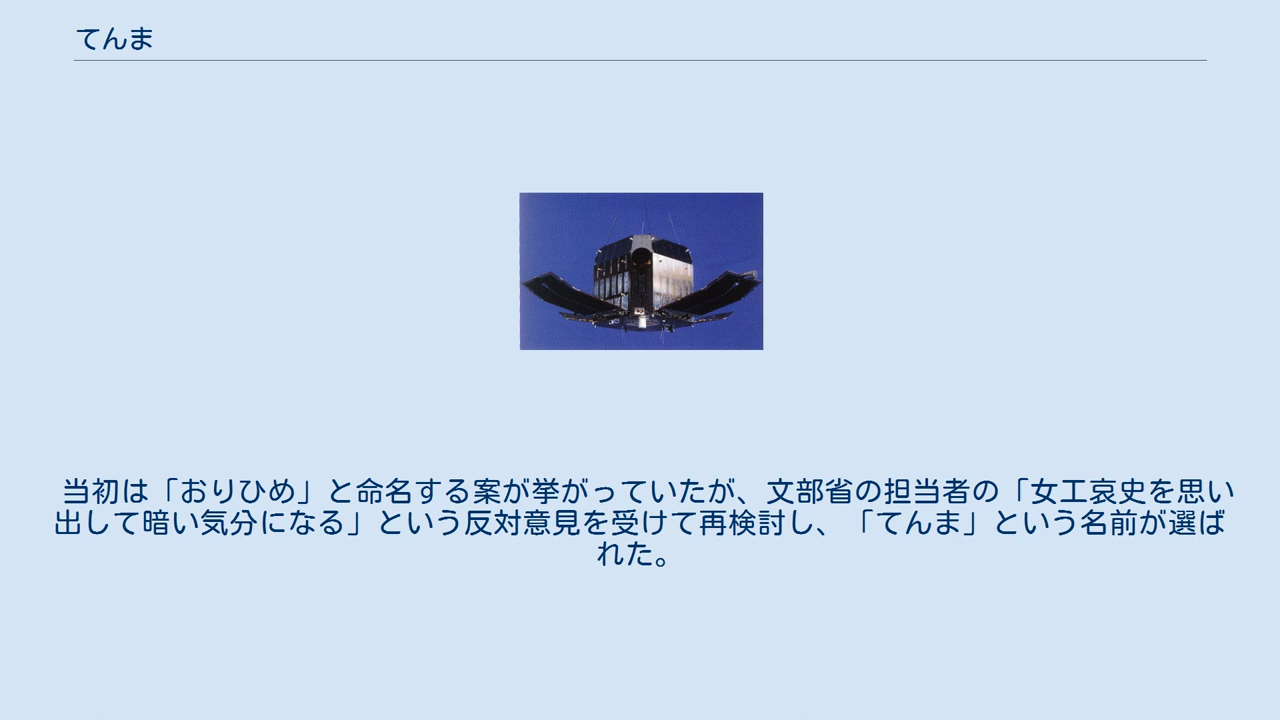 てんま
当初は「おりひめ」と命名する案が挙がっていたが、文部省の担当者の「女工哀史を思い
出して暗い気分になる」という反対意見を受けて再検討し、「てんま」という名前が選ば
れた。